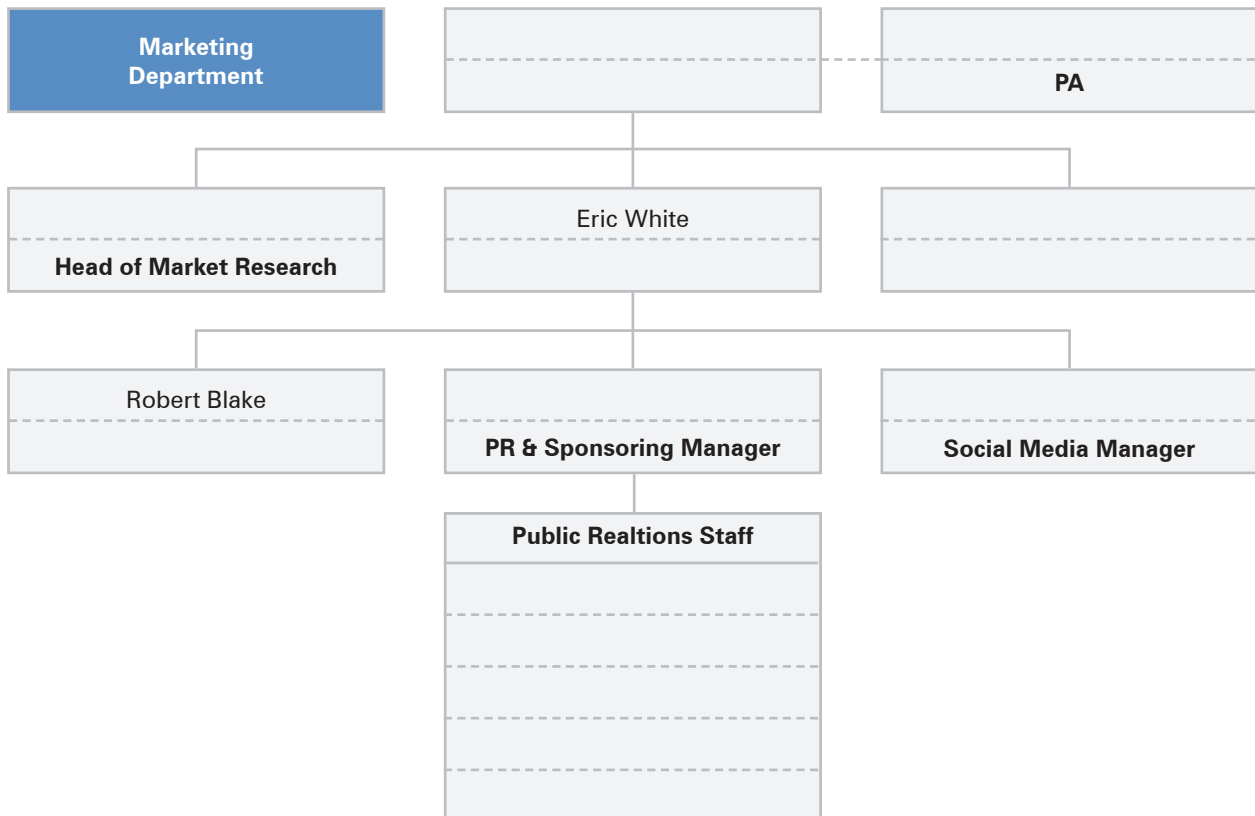 Marketing
Department
PA
Eric White
Head of Market Research
Robert Blake
PR & Sponsoring Manager
Social Media Manager
Public Realtions Staff